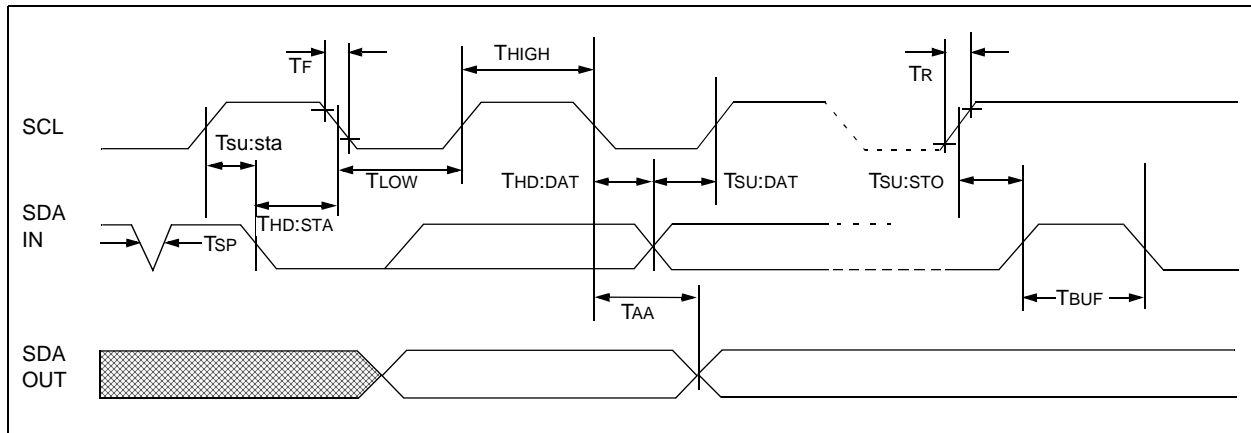 TF
THIGH
TR
SCL
Tsu:sta
TLOW
THD:DAT
TSU:DAT
TSU:STO
THD:STA
SDA
IN
TSP
TBUF
TAA
SDA
OUT